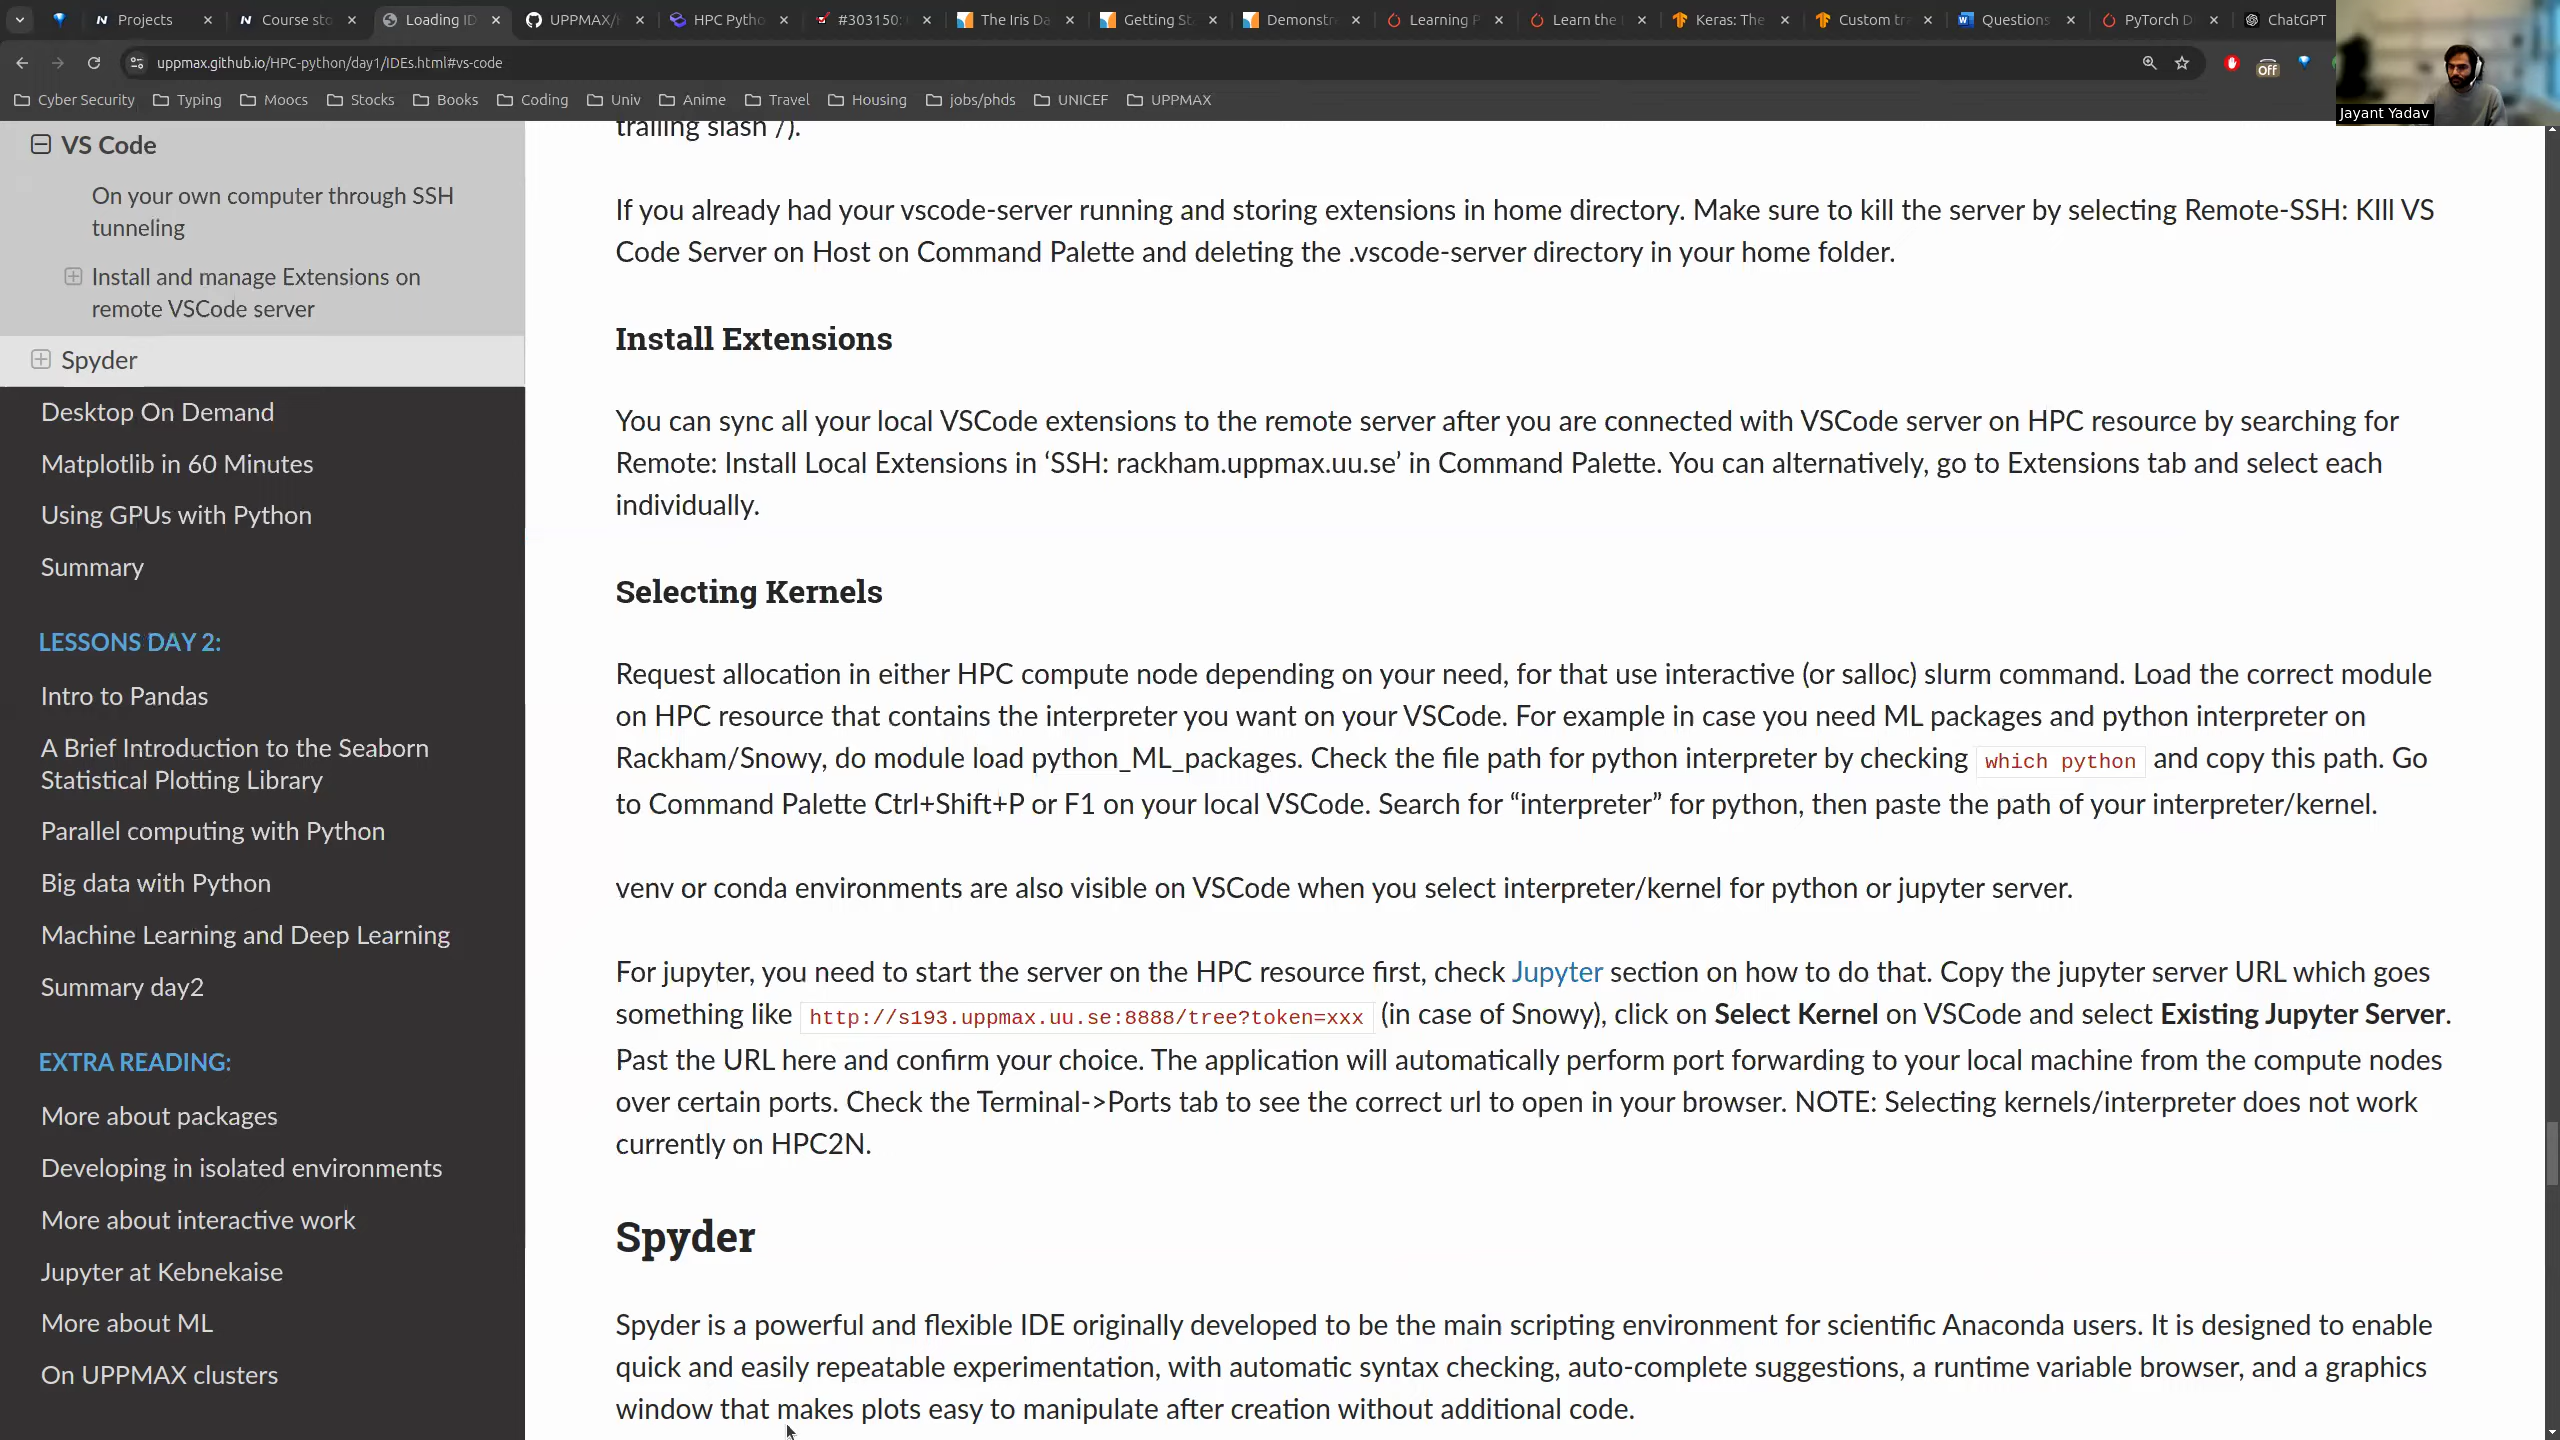 Projects
Course sto
Loading ID
UPPMAX/H
HPC Pytho
#303150:
The Iris Da
Getting St
Demonstr
Learning P
Learn the
Keras: The
Custom tr
Questions
PyTorch D
ChatGPT
uppmax.github.io/HPC-python/day1/IDEs.html#vs-code
Off
Cyber Security
Typing
Moocs
Stocks
Books
Coding
Univ
Anime
Travel
Housing
jobs/phds
UNICEF
UPPMAX
Jayant Yadav
VS Code
On your own computer through SSH
tunneling
Install and manage Extensions on
remote VSCode server
Spyder
Desktop On Demand
Matplotlib in 60 Minutes
Using GPUs with Python
Summary
LESSONS DAY 2:
Intro to Pandas
A Brief Introduction to the Seaborn
Statistical Plotting Library
Parallel computing with Python
Big data with Python
Machine Learning and Deep Learning
Summary day2
EXTRA READING:
More about packages
Developing in isolated environments
More about interactive work
Jupyter at Kebnekaise
More about ML
On UPPMAX clusters
trailing slash /).
If you already had your vscode-server running and storing extensions in home directory. Make sure to kill the server by selecting Remote-SSH: KIll VS
Code Server on Host on Command Palette and deleting the .vscode-server directory in your home folder.
Install Extensions
You can sync all your local VSCode extensions to the remote server after you are connected with VSCode server on HPC resource by searching for
Remote: Install Local Extensions in ‘SSH: rackham.uppmax.uu.se’ in Command Palette. You can alternatively, go to Extensions tab and select each
individually.
Selecting Kernels
Request allocation in either HPC compute node depending on your need, for that use interactive (or salloc) slurm command. Load the correct module
on HPC resource that contains the interpreter you want on your VSCode. For example in case you need ML packages and python interpreter on
Rackham/Snowy, do module load python_ML_packages. Check the file path for python interpreter by checking which python and copy this path. Go
to Command Palette Ctrl+Shift+P or F1 on your local VSCode. Search for “interpreter” for python, then paste the path of your interpreter/kernel.
venv or conda environments are also visible on VSCode when you select interpreter/kernel for python or jupyter server.
For jupyter, you need to start the server on the HPC resource first, check Jupyter section on how to do that. Copy the jupyter server URL which goes
something like http://s193.uppmax.uu.se:8888/tree?token=xxx (in case of Snowy), click on Select Kernel on VSCode and select Existing Jupyter Server.
Past the URL here and confirm your choice. The application will automatically perform port forwarding to your local machine from the compute nodes
over certain ports. Check the Terminal->Ports tab to see the correct url to open in your browser. NOTE: Selecting kernels/interpreter does not work
currently on HPC2N.
Spyder
Spyder is a powerful and flexible IDE originally developed to be the main scripting environment for scientific Anaconda users. It is designed to enable
quick and easily repeatable experimentation, with automatic syntax checking, auto-complete suggestions, a runtime variable browser, and a graphics
window that makes plots easy to manipulate after creation without additional code.